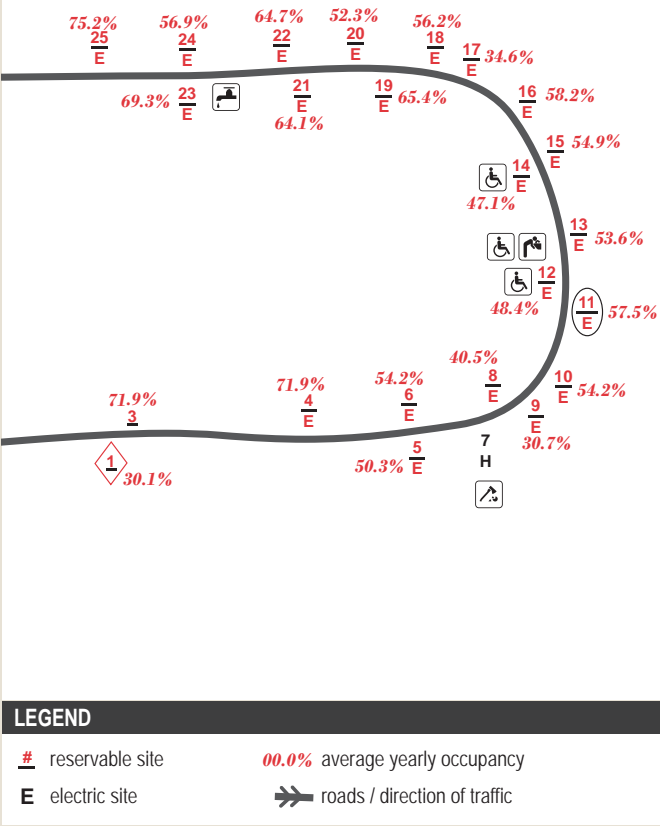 75.2% 56.9% 64.7% 52.3% 56.2%
25 24 22 20 18
E E E E E
17 34.6%
E
69.3% 23
E
21
E
64.1%
19 65.4%
E
16 58.2%
E
15 54.9%
E
14
E
47.1%
13 53.6%
E
12
E
48.4%
11 57.5%
E
40.5%
8
E
10 54.2%
E
9
E
30.7%
54.2%
6
E
71.9%
4
E
71.9%
3
1 30.1%
50.3% 5
E
7
H
LEGEND
# reservable site
00.0% average yearly occupancy
E electric site
roads / direction of traffic